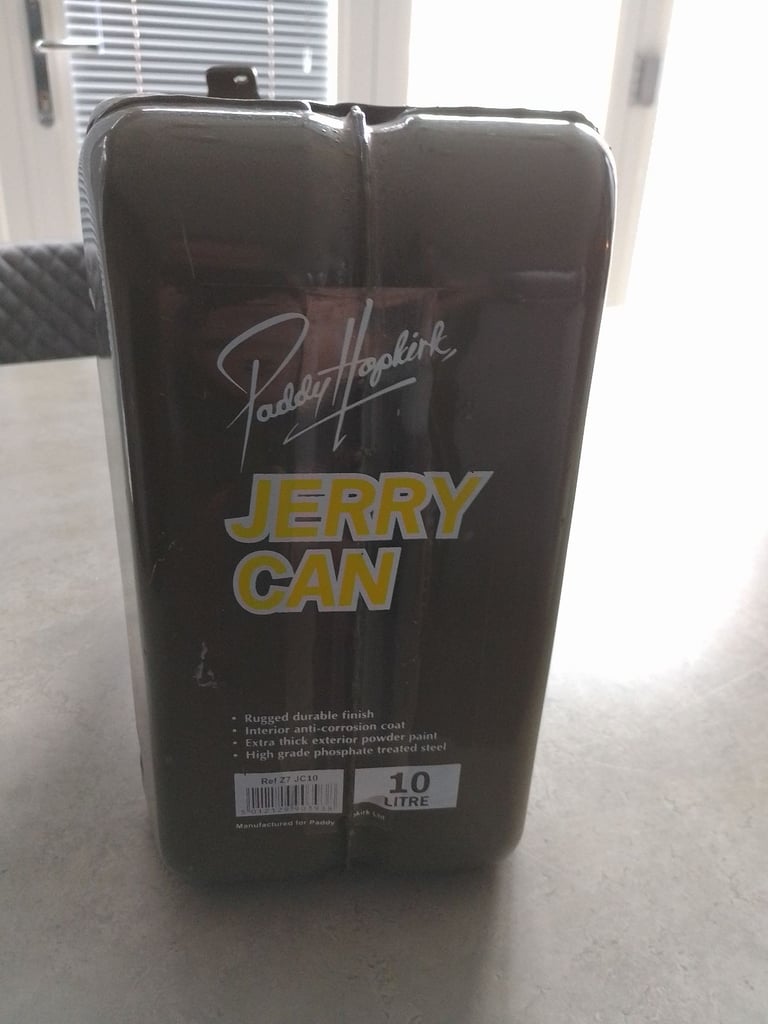 Paddy Hopkirk
JERRY
CAN
• Rugged durable finish
• Interior anti-corrosion coat
• Extra thick exterior powder paint
• High grade phosphate treated steel
Ref Z7 JC10
10
LITRE
Manufactured for Paddy